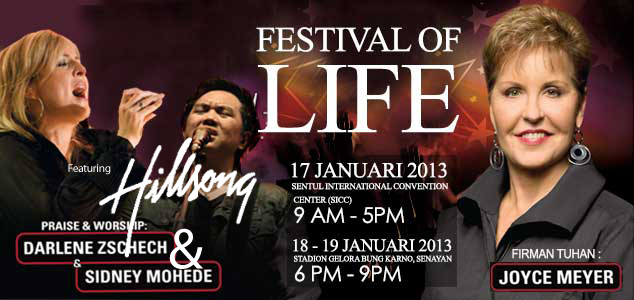 FESTIVAL OF
LIFE
17 JANUARI 2013
SENTUL INTERNATIONAL CONVENTION
CENTER (SICC)
9 AM - 5PM
18 - 19 JANUARI 2013
STADION GELORA BUNG KARNO, SENAYAN
6 PM - 9PM
Featuring
Hillsong
PRAISE & WORSHIP:
DARLENE ZSCHECH
&
SIDNEY MOHEDE
&
FIRMAN TUHAN :
JOYCE MEYER